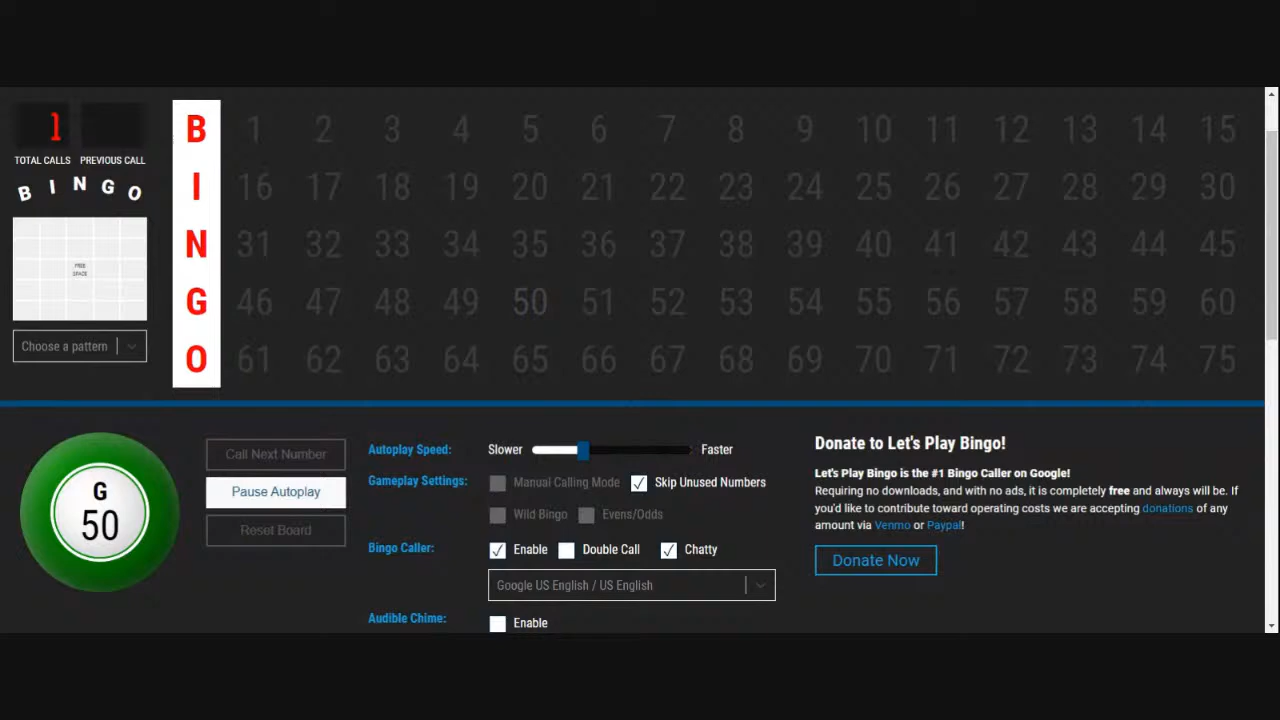 1
TOTAL CALLS PREVIOUS CALL
B I N G O
FREE
SPACE
Choose a pattern
B 1 2 3 4 5 6 7 8 9 10 11 12 13 14 15
I 16 17 18 19 20 21 22 23 24 25 26 27 28 29 30
N 31 32 33 34 35 36 37 38 39 40 41 42 43 44 45
G 46 47 48 49 50 51 52 53 54 55 56 57 58 59 60
O 61 62 63 64 65 66 67 68 69 70 71 72 73 74 75
G
50
Call Next Number
Pause Autoplay
Reset Board
Autoplay Speed: Slower Faster
Gameplay Settings: Manual Calling Mode Skip Unused Numbers
Wild Bingo Evens/Odds
Bingo Caller: Enable Double Call Chatty
Google US English / US English
Audible Chime: Enable
Donate to Let's Play Bingo!
Let's Play Bingo is the #1 Bingo Caller on Google!
Requiring no downloads, and with no ads, it is completely free and always will be. If
you'd like to contribute toward operating costs we are accepting donations of any
amount via Venmo or Paypal!
Donate Now